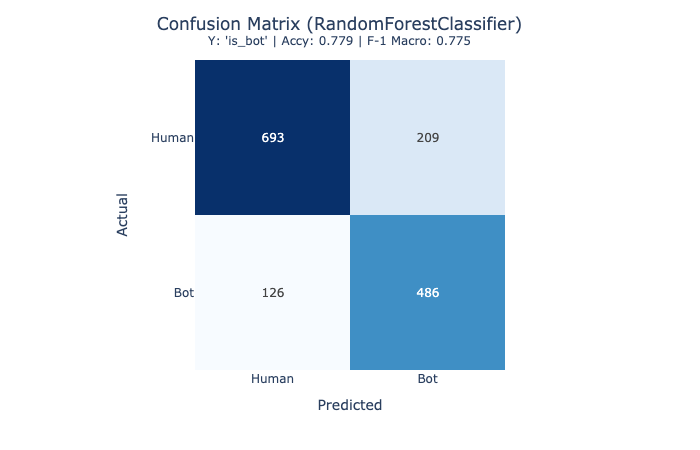 Confusion Matrix (RandomForestClassifier)
Y: 'is_bot' | Accy: 0.779 | F-1 Macro: 0.775
Human 693 209
Actual
Bot 126 486
Human Bot
Predicted